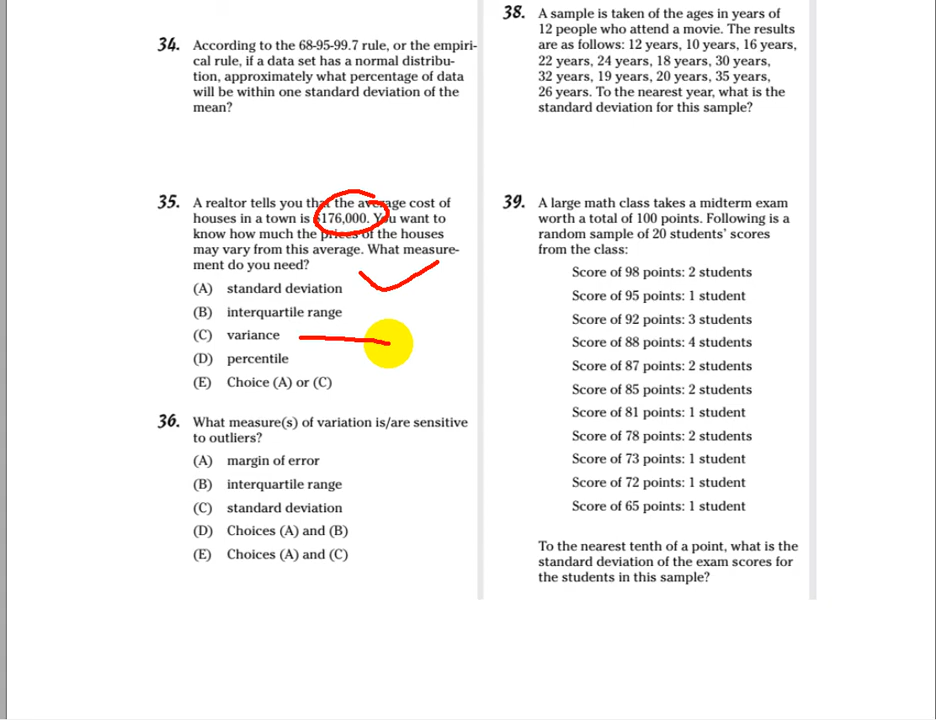 34. According to the 68-95-99.7 rule, or the empiri-
cal rule, if a data set has a normal distribu-
tion, approximately what percentage of data
will be within one standard deviation of the
mean?
35. A realtor tells you that the average cost of
houses in a town is $176,000. You want to
know how much the prices of the houses
may vary from this average. What measure-
ment do you need?
(A) standard deviation
(B) interquartile range
(C) variance
(D) percentile
(E) Choice (A) or (C)
36. What measure(s) of variation is/are sensitive
to outliers?
(A) margin of error
(B) interquartile range
(C) standard deviation
(D) Choices (A) and (B)
(E) Choices (A) and (C)
38. A sample is taken of the ages in years of
12 people who attend a movie. The results
are as follows: 12 years, 10 years, 16 years,
22 years, 24 years, 18 years, 30 years,
32 years, 19 years, 20 years, 35 years,
26 years. To the nearest year, what is the
standard deviation for this sample?
39. A large math class takes a midterm exam
worth a total of 100 points. Following is a
random sample of 20 students' scores
from the class:
Score of 98 points: 2 students
Score of 95 points: 1 student
Score of 92 points: 3 students
Score of 88 points: 4 students
Score of 87 points: 2 students
Score of 85 points: 2 students
Score of 81 points: 1 student
Score of 78 points: 2 students
Score of 73 points: 1 student
Score of 72 points: 1 student
Score of 65 points: 1 student
To the nearest tenth of a point, what is the
standard deviation of the exam scores for
the students in this sample?